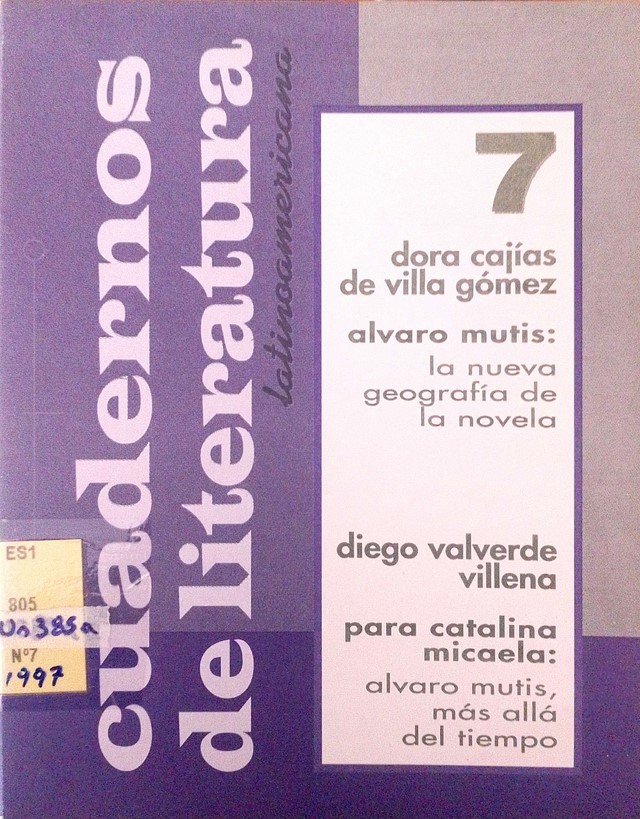 cuadernos
de literatura
latinoamericana
7
dora cajías
de villa gómez
alvaro mutis:
la nueva
geografía de
la novela
diego valverde
villena
para catalina
micaela:
alvaro mutis,
más allá
del tiempo
ES1
805
Un385a
Nº7
1997